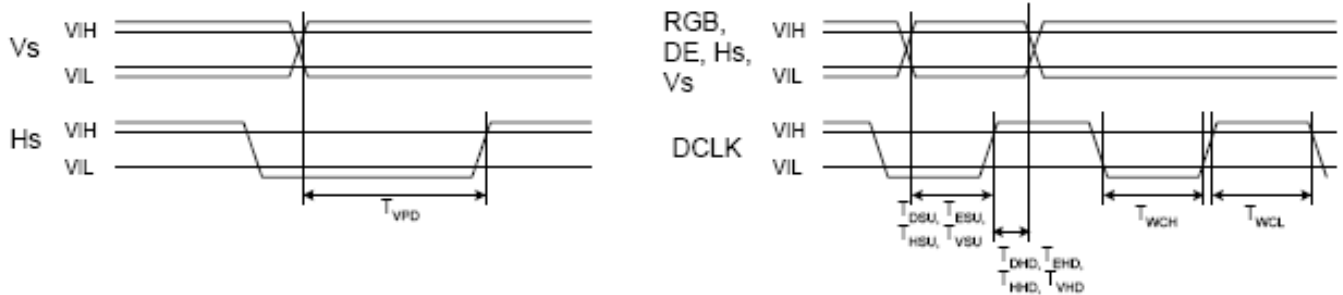 Vs
VIH
VIL
Hs
VIH
VIL
TVPD
RGB,
DE, Hs,
Vs
VIH
VIL
DCLK
VIH
VIL
TDSU, TESU,
THSU, TVSU
TDHD, TEHD,
THHD, TVHD
TWCH
TWCL